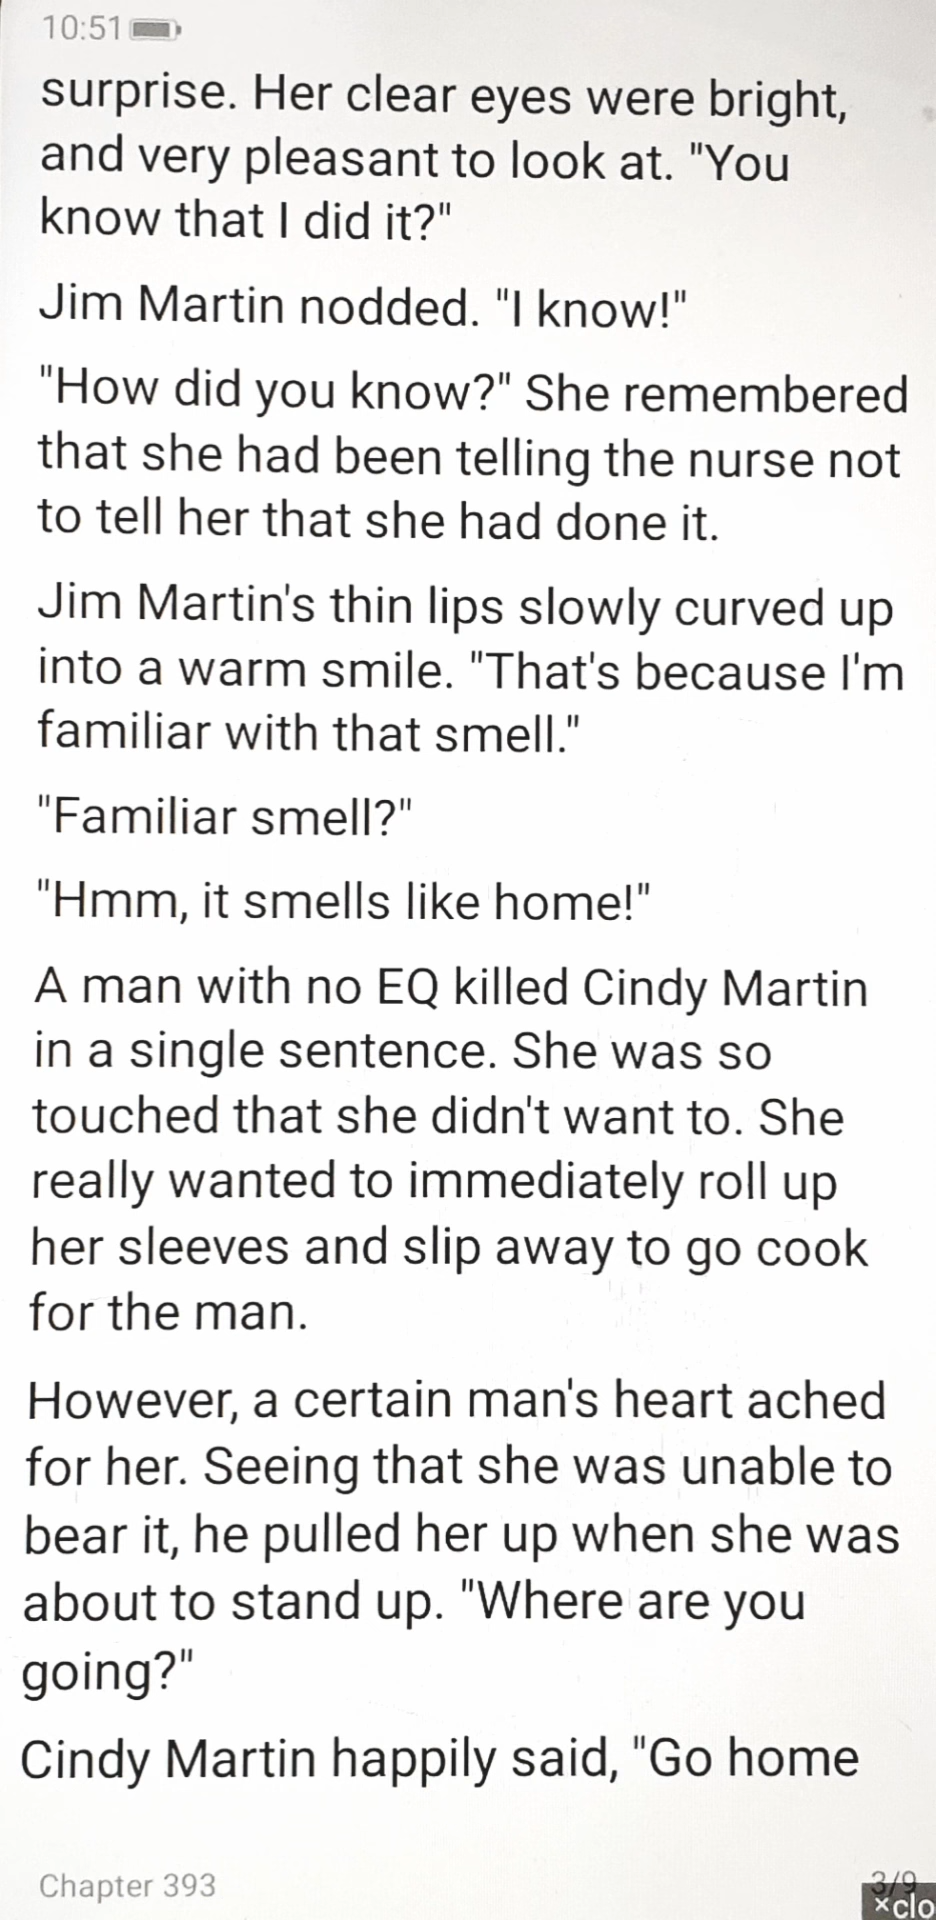 10:51
surprise. Her clear eyes were bright,
and very pleasant to look at. "You
know that I did it?"
Jim Martin nodded. "I know!"
"How did you know?" She remembered
that she had been telling the nurse not
to tell her that she had done it.
Jim Martin's thin lips slowly curved up
into a warm smile. "That's because I'm
familiar with that smell."
"Familiar smell?"
"Hmm, it smells like home!"
A man with no EQ killed Cindy Martin
in a single sentence. She was so
touched that she didn't want to. She
really wanted to immediately roll up
her sleeves and slip away to go cook
for the man.
However, a certain man's heart ached
for her. Seeing that she was unable to
bear it, he pulled her up when she was
about to stand up. "Where are you
going?"
Cindy Martin happily said, "Go home
Chapter 393
3/9
×clo